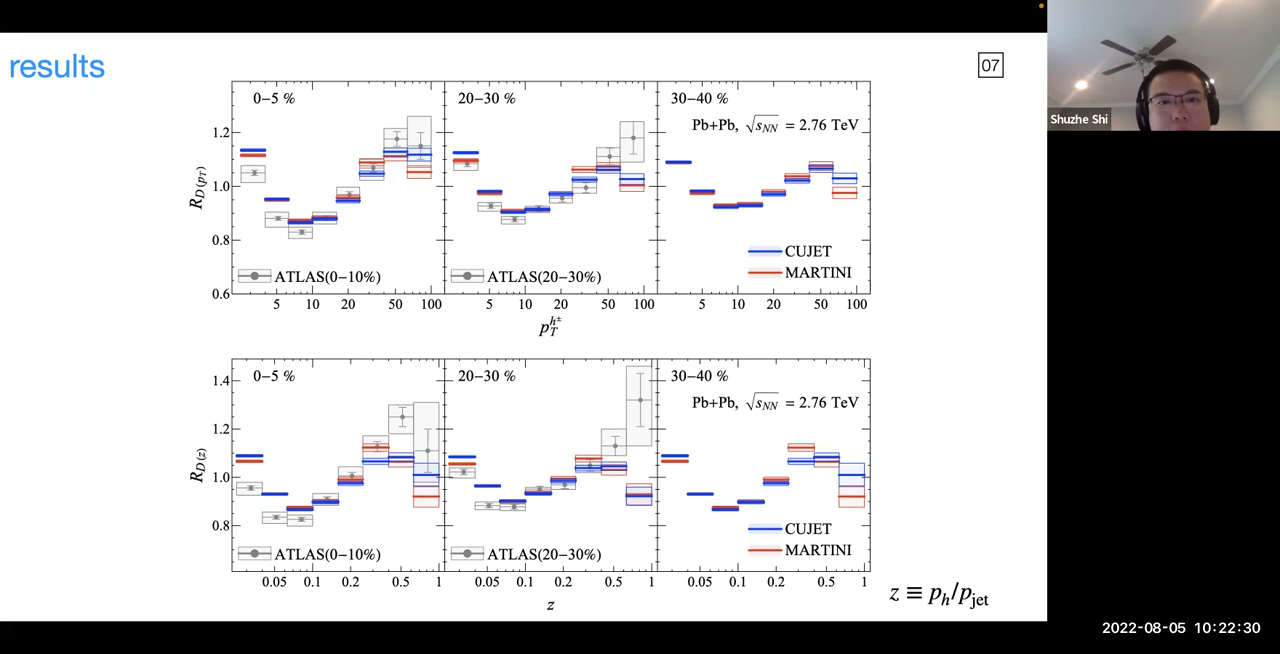 results
07
Shuzhe Shi
0−5 %
20−30 %
30−40 %
Pb+Pb, √sNN = 2.76 TeV
1.2
1.0
0.8
0.6
RD(pT)
CUJET
MARTINI
ATLAS(0−10%)
ATLAS(20−30%)
5 10 20 50 100
5 10 20 50 100
5 10 20 50 100
pT h±
0−5 %
20−30 %
30−40 %
Pb+Pb, √sNN = 2.76 TeV
1.4
1.2
1.0
0.8
RD(z)
CUJET
MARTINI
ATLAS(0−10%)
ATLAS(20−30%)
0.05 0.1 0.2 0.5 1
0.05 0.1 0.2 0.5 1
0.05 0.1 0.2 0.5 1
z
z ≡ ph/pjet
2022-08-05 10:22:30